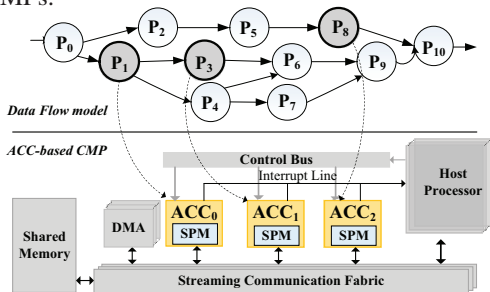 MPs.
P0 P2 P5 P8 P10
P1 P3 P6 P9
P4 P7
Data Flow model
ACC-based CMP
Control Bus
Interrupt Line
Host
Processor
Shared
Memory
DMA
ACC0 ACC1 ACC2
SPM SPM SPM
Streaming Communication Fabric